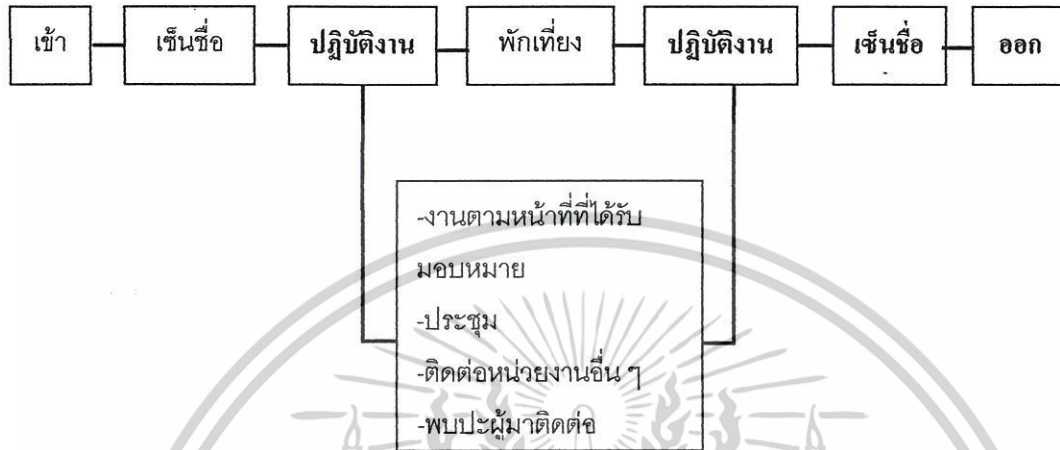 เข้า เซ็นชื่อ ปฏิบัติงาน พักเที่ยง ปฏิบัติงาน เซ็นชื่อ ออก
-งานตามหน้าที่ที่ได้รับ
มอบหมาย
-ประชุม
-ติดต่อหน่วยงานอื่น ๆ
-พบปะผู้มาติดต่อ